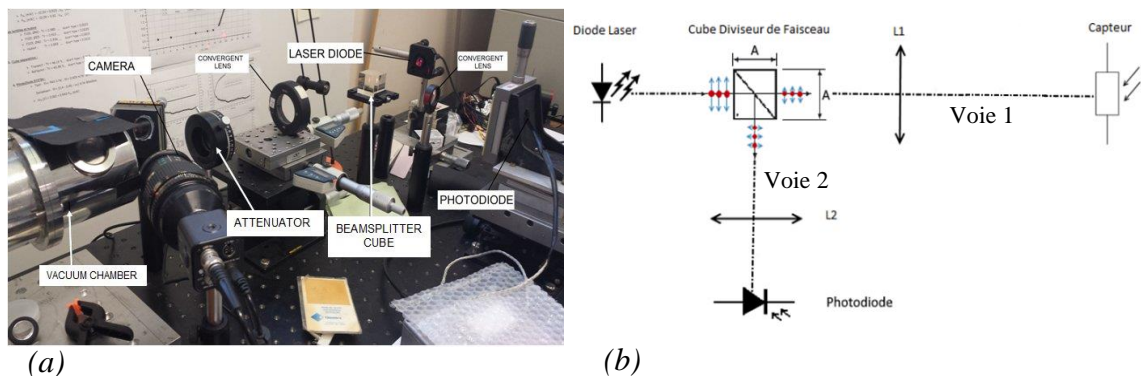 CAMERA
CONVERGENT
LENS
LASER DIODE
CONVERGENT
LENS
ATTENUATOR
BEAMSPLITTER
CUBE
PHOTODIODE
VACUUM CHAMBER
(a)
Diode Laser
Cube Diviseur de Faisceau
L1
Capteur
A
A
Voie 1
Voie 2
L2
Photodiode
(b)